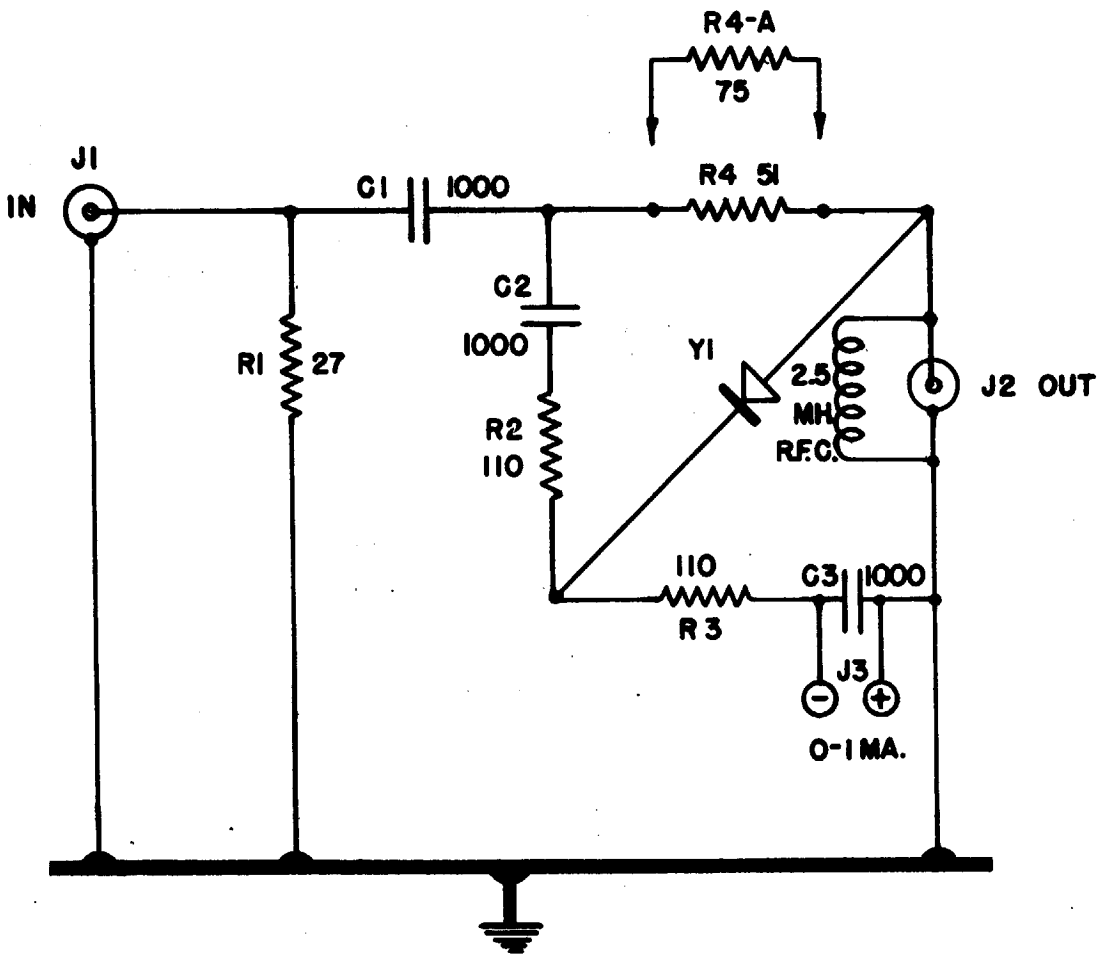 R4-A
75
J1
IN
C1 1000
R4 51
C2
1000
R1 27
Y1
2.5
MH.
R.F.C.
J2 OUT
R2
110
110
R3
C3 1000
J3
− +
0-1 MA.